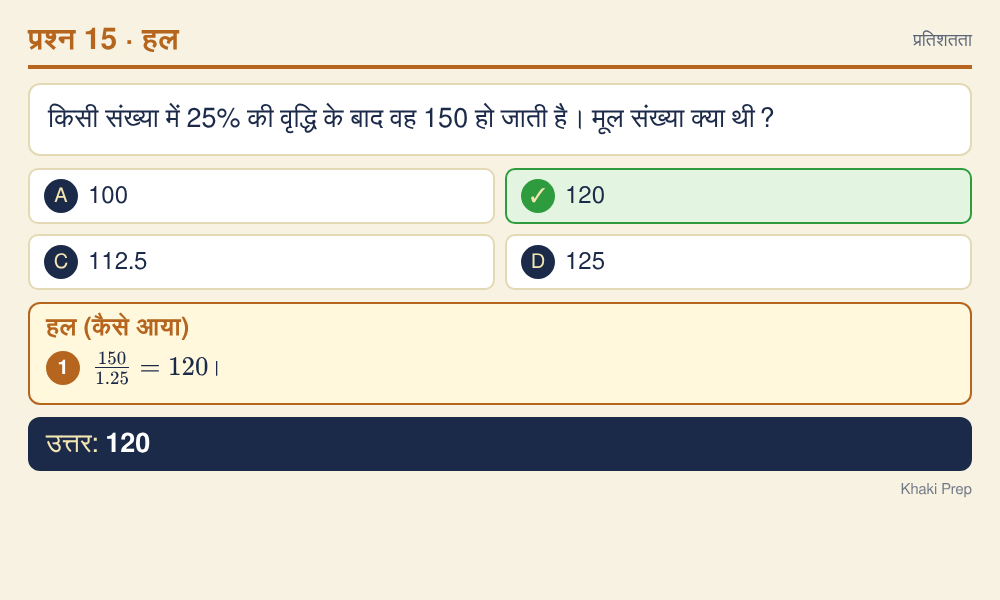 प्रश्न 15 · हल
प्रतिशतता
किसी संख्या में 25% की वृद्धि के बाद वह 150 हो जाती है। मूल संख्या क्या थी ?
A 100
✓ 120
C 112.5
D 125
हल (कैसे आया)
1 150/1.25 = 120।
उत्तर: 120
Khaki Prep